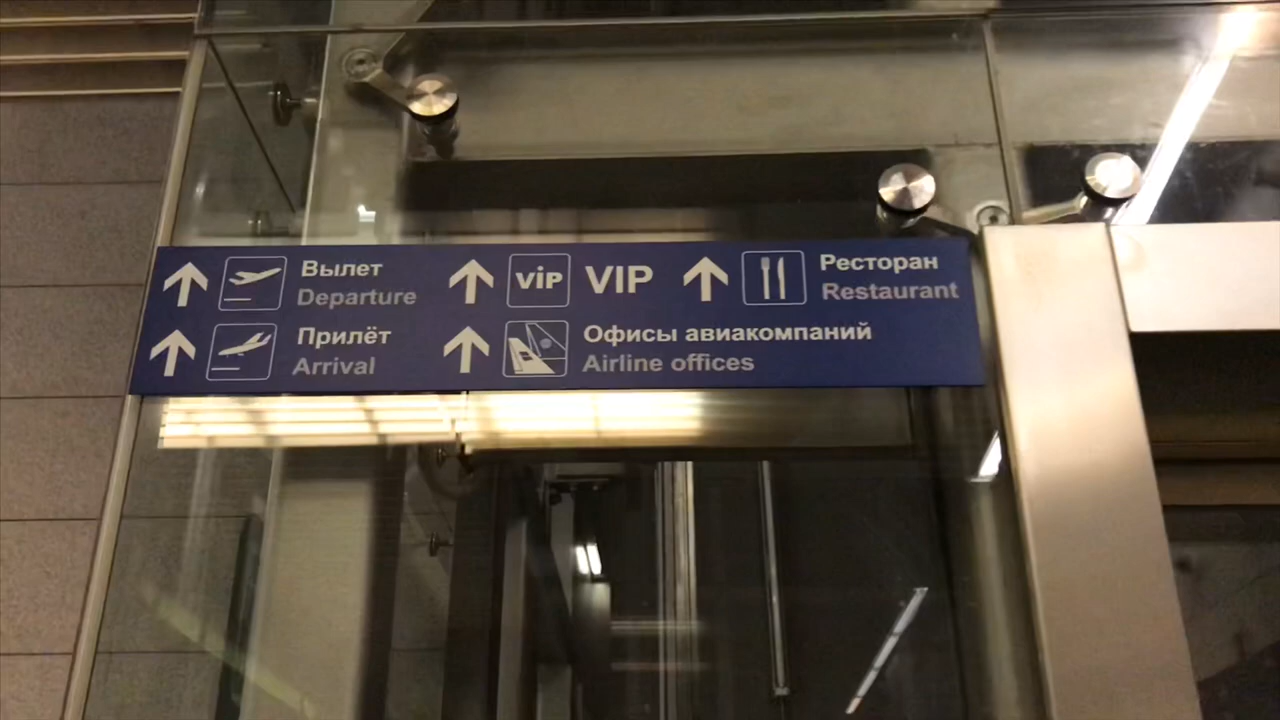 Вылет
Departure
viP
VIP
Ресторан
Restaurant
Прилёт
Arrival
Офисы авиакомпаний
Airline offices